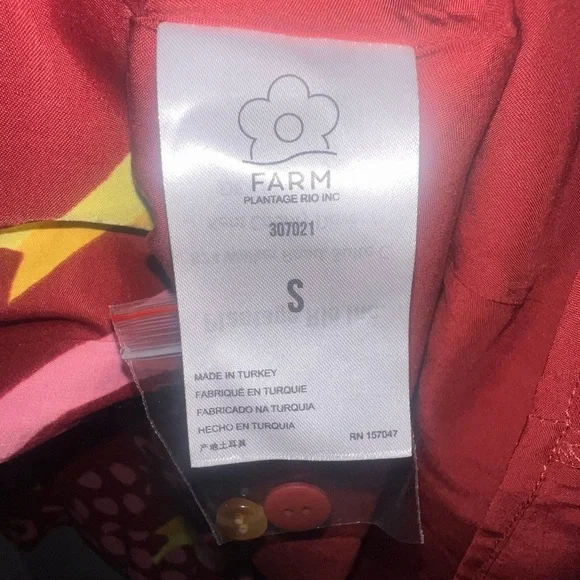 FARM
PLANTAGE RIO INC
307021
S
MADE IN TURKEY
FABRIQUÉ EN TURQUIE
FABRICADO NA TURQUIA
HECHO EN TURQUIA
产地土耳其
RN 157047